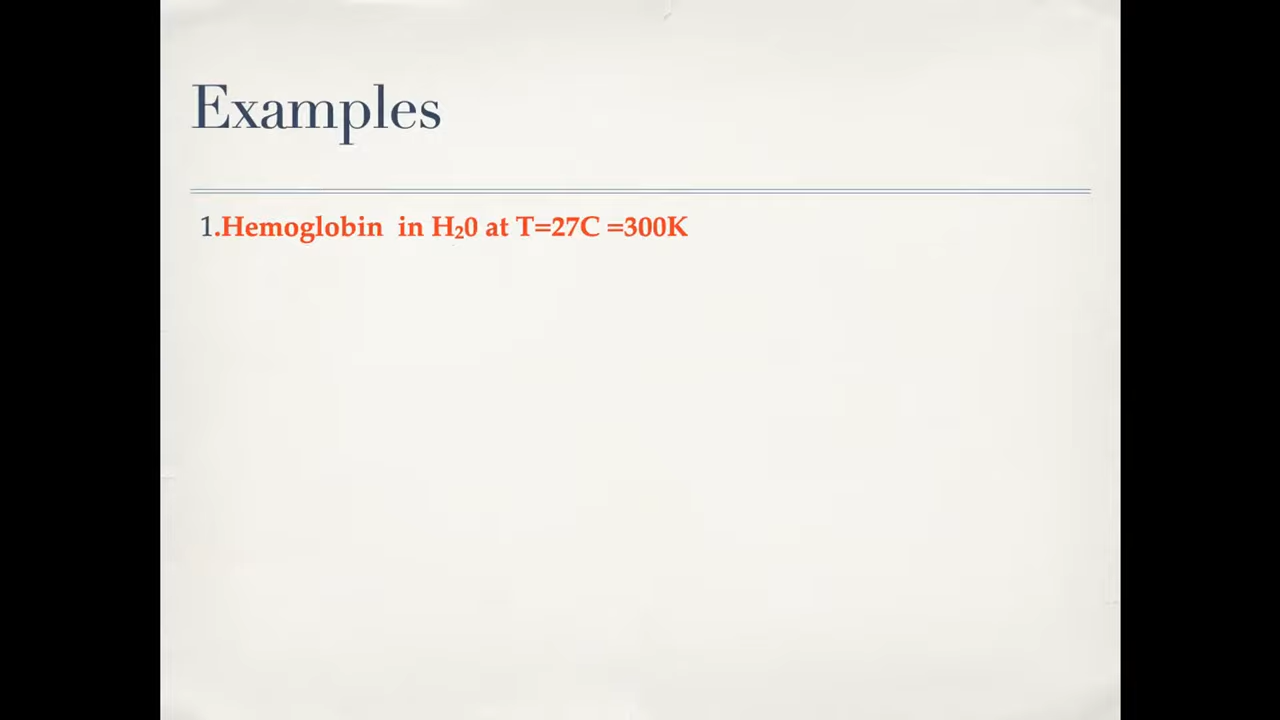 Examples
1.Hemoglobin in H₂0 at T=27C =300K